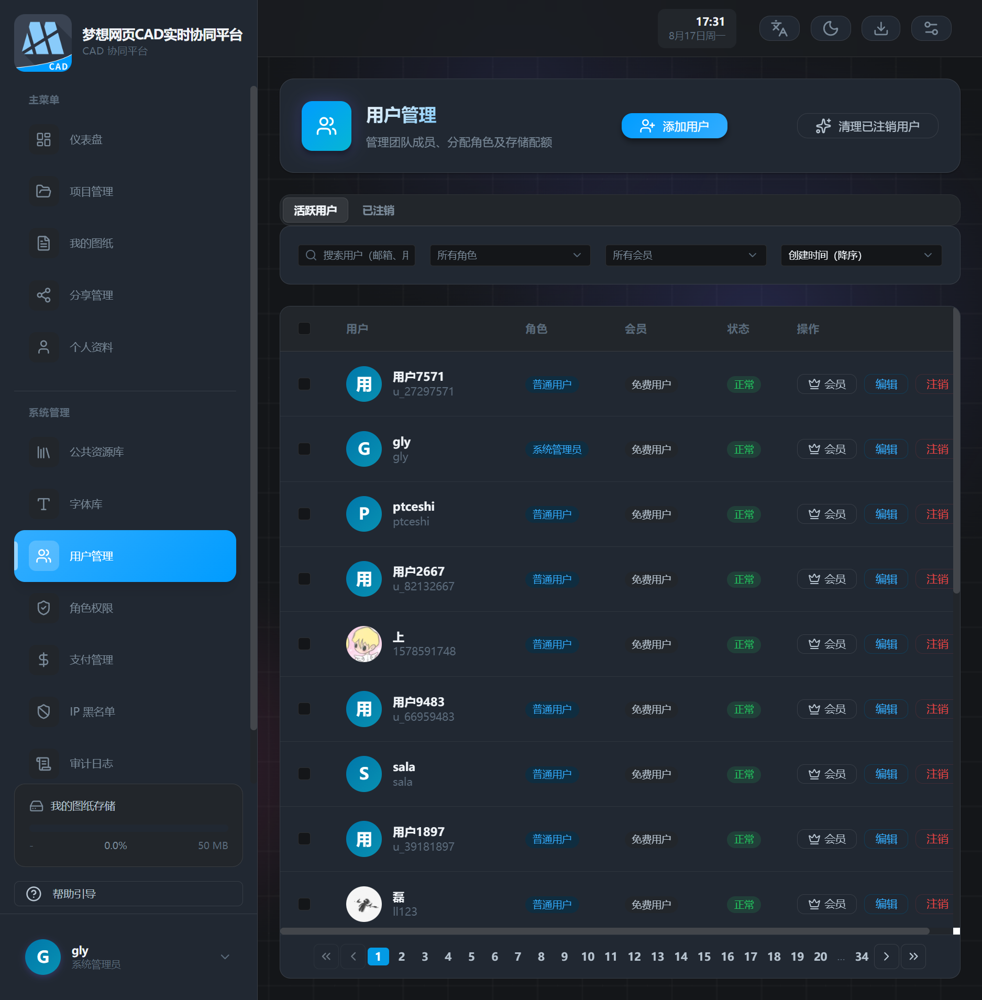 梦想网页CAD实时协同平台
CAD 协同平台
CAD
17:31
8月17日周一
主菜单
仪表盘
项目管理
我的图纸
分享管理
个人资料
系统管理
公共资源库
字体库
用户管理
角色权限
支付管理
IP 黑名单
审计日志
我的图纸存储
- 0.0% 50 MB
帮助引导
G gly
系统管理员
用户管理
管理团队成员、分配角色及存储配额
添加用户 清理已注销用户
活跃用户 已注销
搜索用户（邮箱、用 所有角色 所有会员 创建时间（降序）
用户 角色 会员 状态 操作
用 用户7571 普通用户 免费用户 正常 会员 编辑 注销
u_27297571
G gly 系统管理员 免费用户 正常 会员 编辑 注销
gly
P ptceshi 普通用户 免费用户 正常 会员 编辑 注销
ptceshi
用 用户2667 普通用户 免费用户 正常 会员 编辑 注销
u_82132667
上 普通用户 免费用户 正常 会员 编辑 注销
1578591748
用 用户9483 普通用户 免费用户 正常 会员 编辑 注销
u_66959483
S sala 普通用户 免费用户 正常 会员 编辑 注销
sala
用 用户1897 普通用户 免费用户 正常 会员 编辑 注销
u_39181897
磊 普通用户 免费用户 正常 会员 编辑 注销
ll123
1 2 3 4 5 6 7 8 9 10 11 12 13 14 15 16 17 18 19 20 ... 34